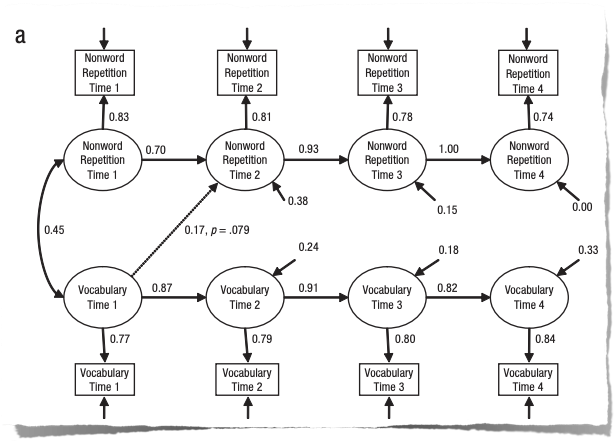 a
Nonword
Repetition
Time 1
Nonword
Repetition
Time 2
Nonword
Repetition
Time 3
Nonword
Repetition
Time 4
0.83
0.81
0.78
0.74
Nonword
Repetition
Time 1
0.70
Nonword
Repetition
Time 2
0.93
Nonword
Repetition
Time 3
1.00
Nonword
Repetition
Time 4
0.38
0.15
0.00
0.45
0.17, p = .079
0.24
0.18
0.33
Vocabulary
Time 1
0.87
Vocabulary
Time 2
0.91
Vocabulary
Time 3
0.82
Vocabulary
Time 4
0.77
0.79
0.80
0.84
Vocabulary
Time 1
Vocabulary
Time 2
Vocabulary
Time 3
Vocabulary
Time 4